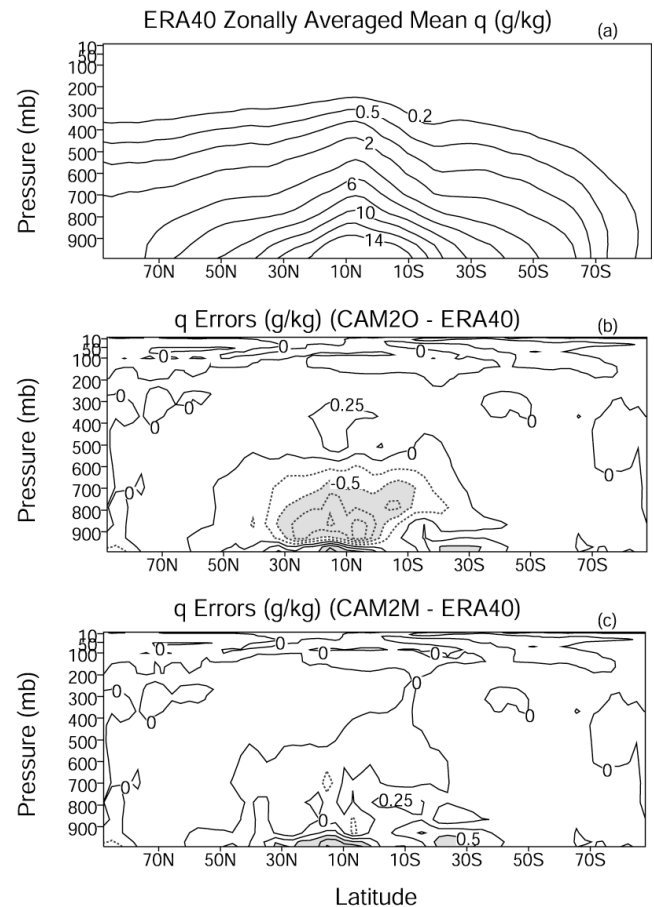 ERA40 Zonally Averaged Mean q (g/kg)
(a)
Pressure (mb)
10
50
100
200
300
400
500
600
700
800
900
0.5
0.2
2
6
10
14
70N
50N
30N
10N
10S
30S
50S
70S
q Errors (g/kg) (CAM2O - ERA40)
(b)
Pressure (mb)
10
50
100
200
300
400
500
600
700
800
900
0
0
0
0
0
0
0
0.25
0
0
-0.5
0
70N
50N
30N
10N
10S
30S
50S
70S
q Errors (g/kg) (CAM2M - ERA40)
(c)
Pressure (mb)
10
50
100
200
300
400
500
600
700
800
900
0
0
0
0
0
0
0
0
0
0.25
0
0.5
70N
50N
30N
10N
10S
30S
50S
70S
Latitude